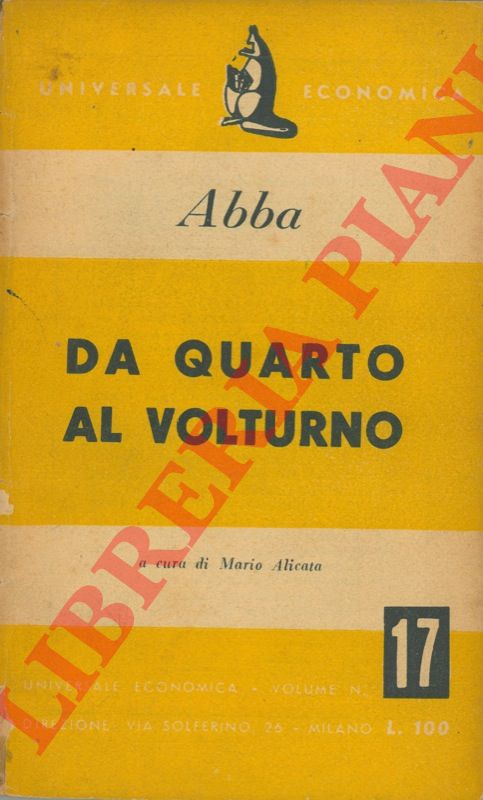 UNIVERSALE ECONOMICA
Abba
DA QUARTO
AL VOLTURNO
a cura di Mario Alicata
17
UNIVERSALE ECONOMICA - VOLUME N.
DIREZIONE: VIA SOLFERINO, 26 - MILANO L. 100
LIBRERIA PIANI